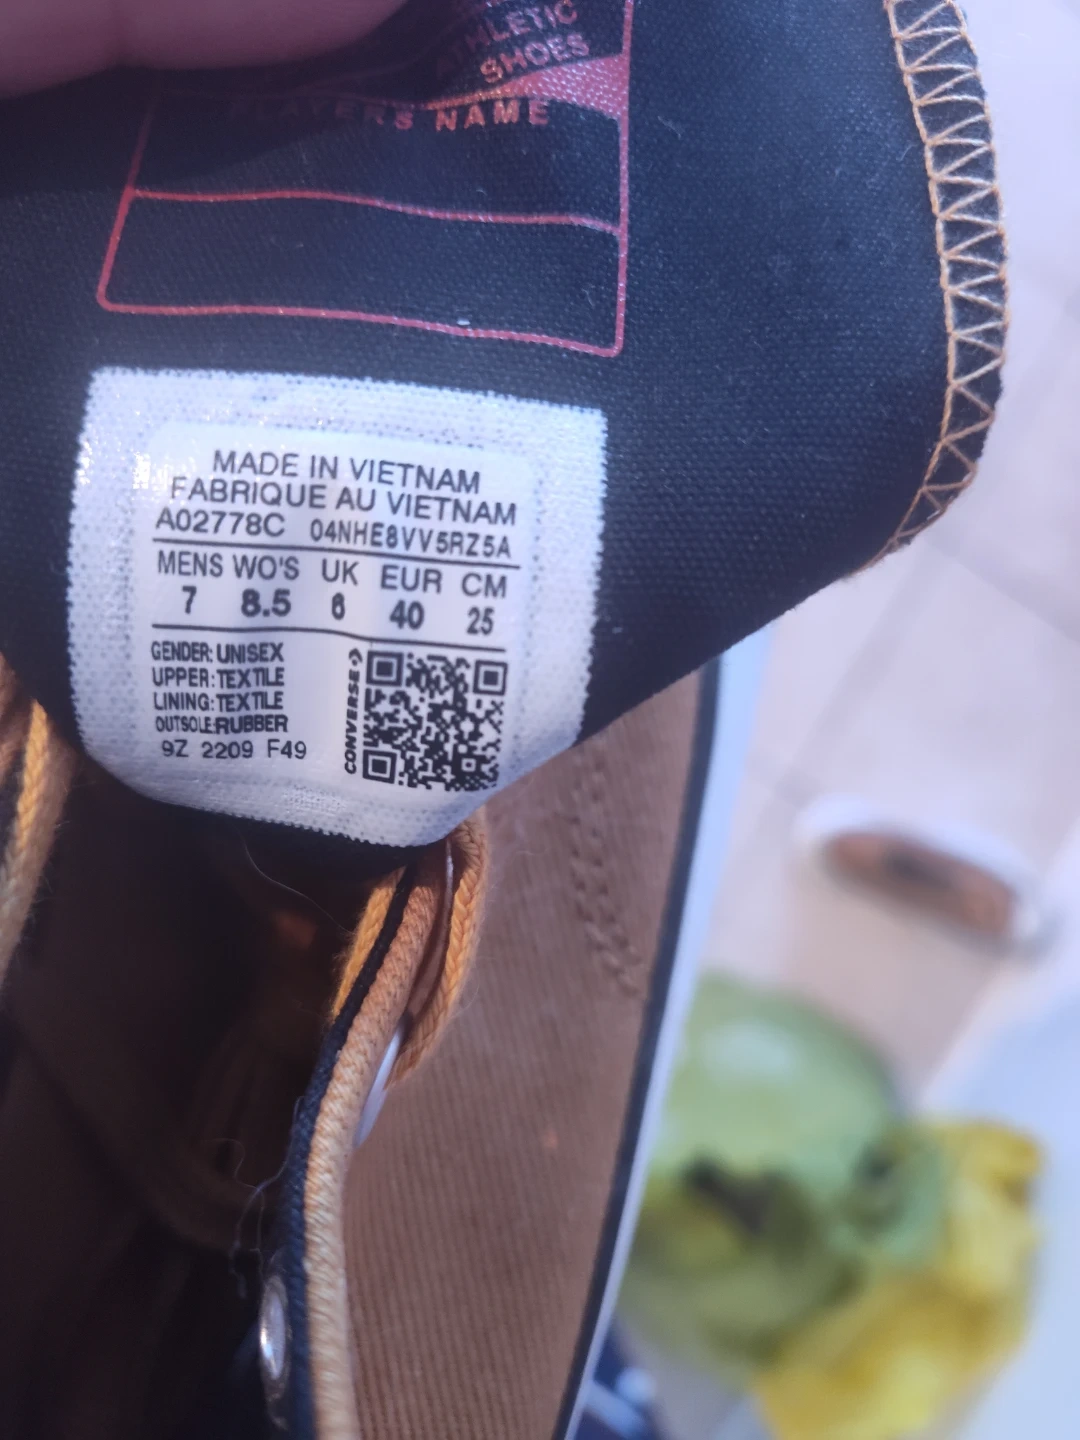 ATHLETIC
SHOES
PLAYERS NAME
MADE IN VIETNAM
FABRIQUE AU VIETNAM
A02778C 04NHE8VV5RZ5A
MENS WO'S UK EUR CM
7 8.5 6 40 25
GENDER: UNISEX
UPPER: TEXTILE
LINING: TEXTILE
OUTSOLE: RUBBER
9Z 2209 F49
CONVERSE